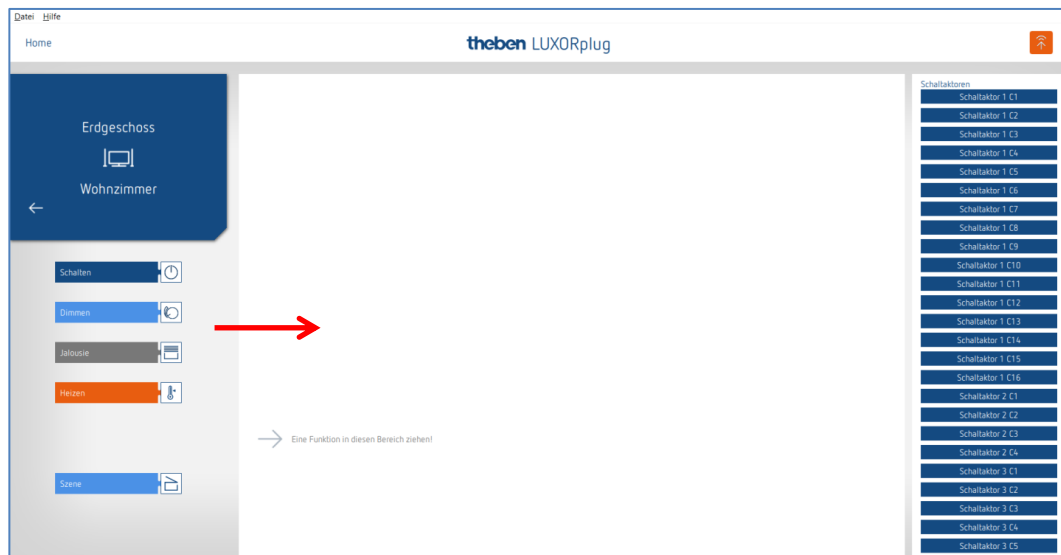 Datei Hilfe
Home
theben LUXORplug
Erdgeschoss
Wohnzimmer
Schalten
Dimmen
Jalousie
Heizen
Szene
Eine Funktion in diesen Bereich ziehen!
Schaltaktoren
Schaltaktor 1 C1
Schaltaktor 1 C2
Schaltaktor 1 C3
Schaltaktor 1 C4
Schaltaktor 1 C5
Schaltaktor 1 C6
Schaltaktor 1 C7
Schaltaktor 1 C8
Schaltaktor 1 C9
Schaltaktor 1 C10
Schaltaktor 1 C11
Schaltaktor 1 C12
Schaltaktor 1 C13
Schaltaktor 1 C14
Schaltaktor 1 C15
Schaltaktor 1 C16
Schaltaktor 2 C1
Schaltaktor 2 C2
Schaltaktor 2 C3
Schaltaktor 2 C4
Schaltaktor 3 C1
Schaltaktor 3 C2
Schaltaktor 3 C3
Schaltaktor 3 C4
Schaltaktor 3 C5